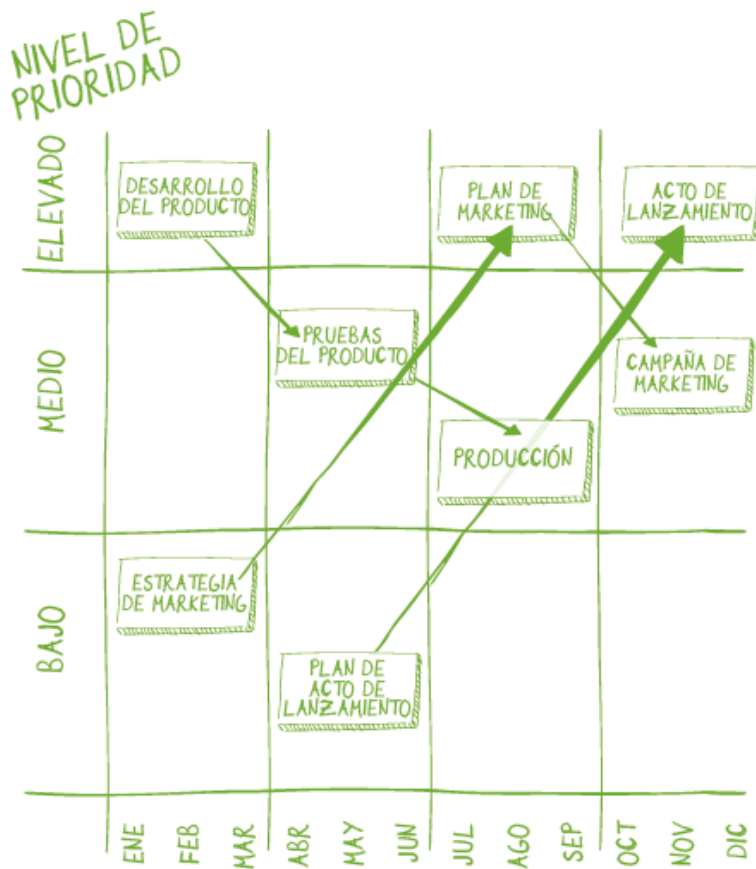 NIVEL DE
PRIORIDAD
ELEVADO
DESARROLLO
DEL PRODUCTO
PLAN DE
MARKETING
ACTO DE
LANZAMIENTO
MEDIO
PRUEBAS
DEL PRODUCTO
CAMPAÑA DE
MARKETING
PRODUCCIÓN
BAJO
ESTRATEGIA
DE MARKETING
PLAN DE
ACTO DE
LANZAMIENTO
ENE
FEB
MAR
ABR
MAY
JUN
JUL
AGO
SEP
OCT
NOV
DIC